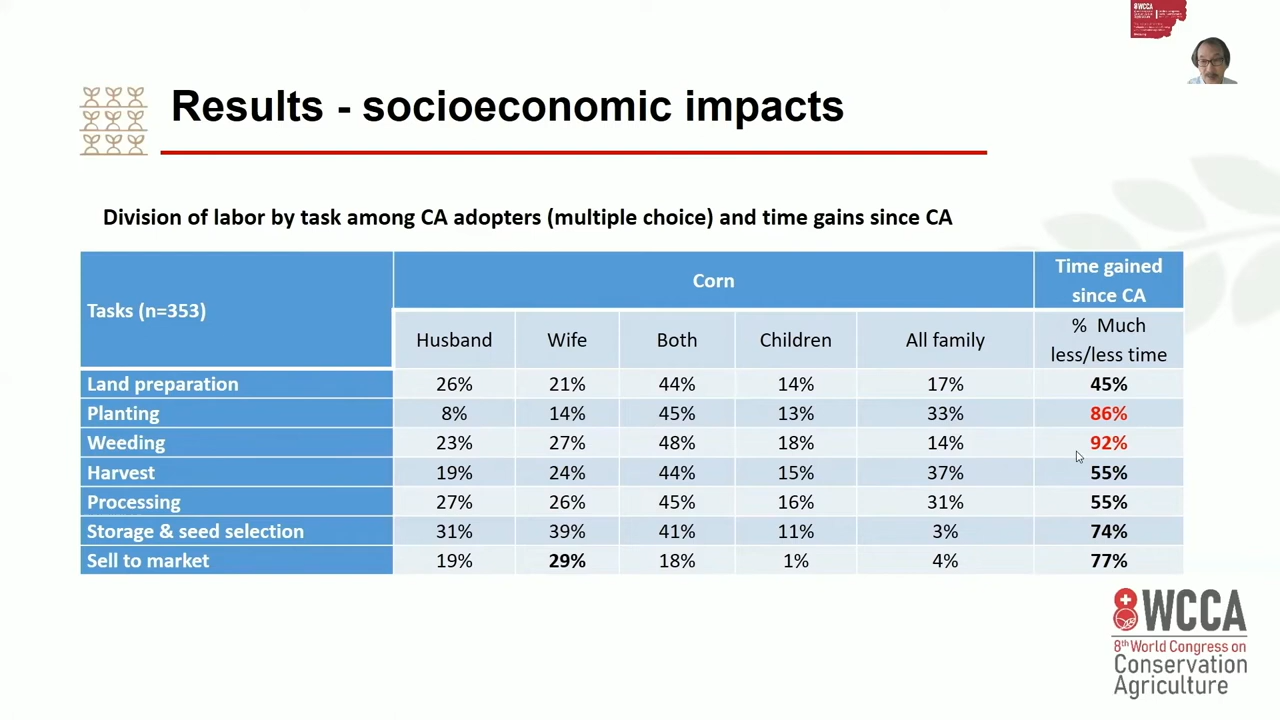 8WCCA
Results - socioeconomic impacts
Division of labor by task among CA adopters (multiple choice) and time gains since CA
Tasks (n=353)
Corn
Time gained
since CA
Husband Wife Both Children All family
% Much
less/less time
Land preparation 26% 21% 44% 14% 17% 45%
Planting 8% 14% 45% 13% 33% 86%
Weeding 23% 27% 48% 18% 14% 92%
Harvest 19% 24% 44% 15% 37% 55%
Processing 27% 26% 45% 16% 31% 55%
Storage & seed selection 31% 39% 41% 11% 3% 74%
Sell to market 19% 29% 18% 1% 4% 77%
8WCCA
8th World Congress on
Conservation
Agriculture